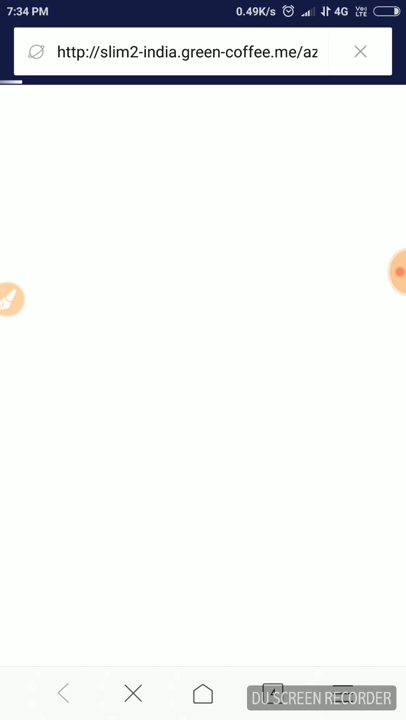 7:34 PM
0.49K/s
4G
Vo
LTE
http://slim2-india.green-coffee.me/az
DU SCREEN RECORDER